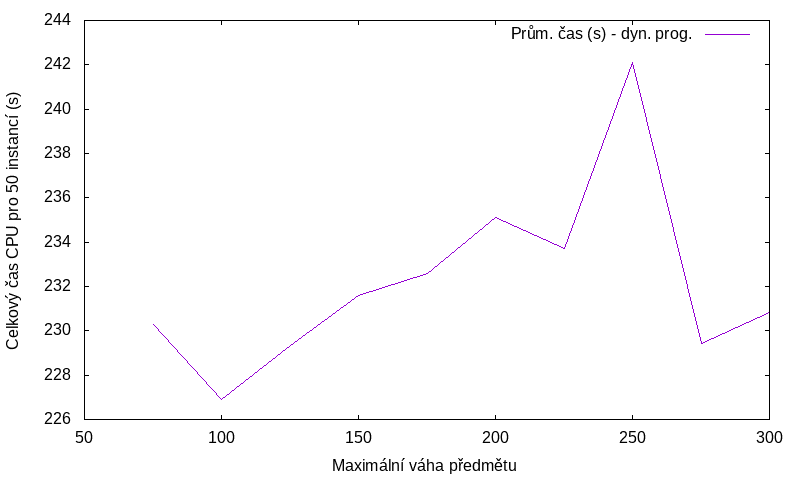 Prům. čas (s) - dyn. prog.
Celkový čas CPU pro 50 instancí (s)
244
242
240
238
236
234
232
230
228
226
50 100 150 200 250 300
Maximální váha předmětu